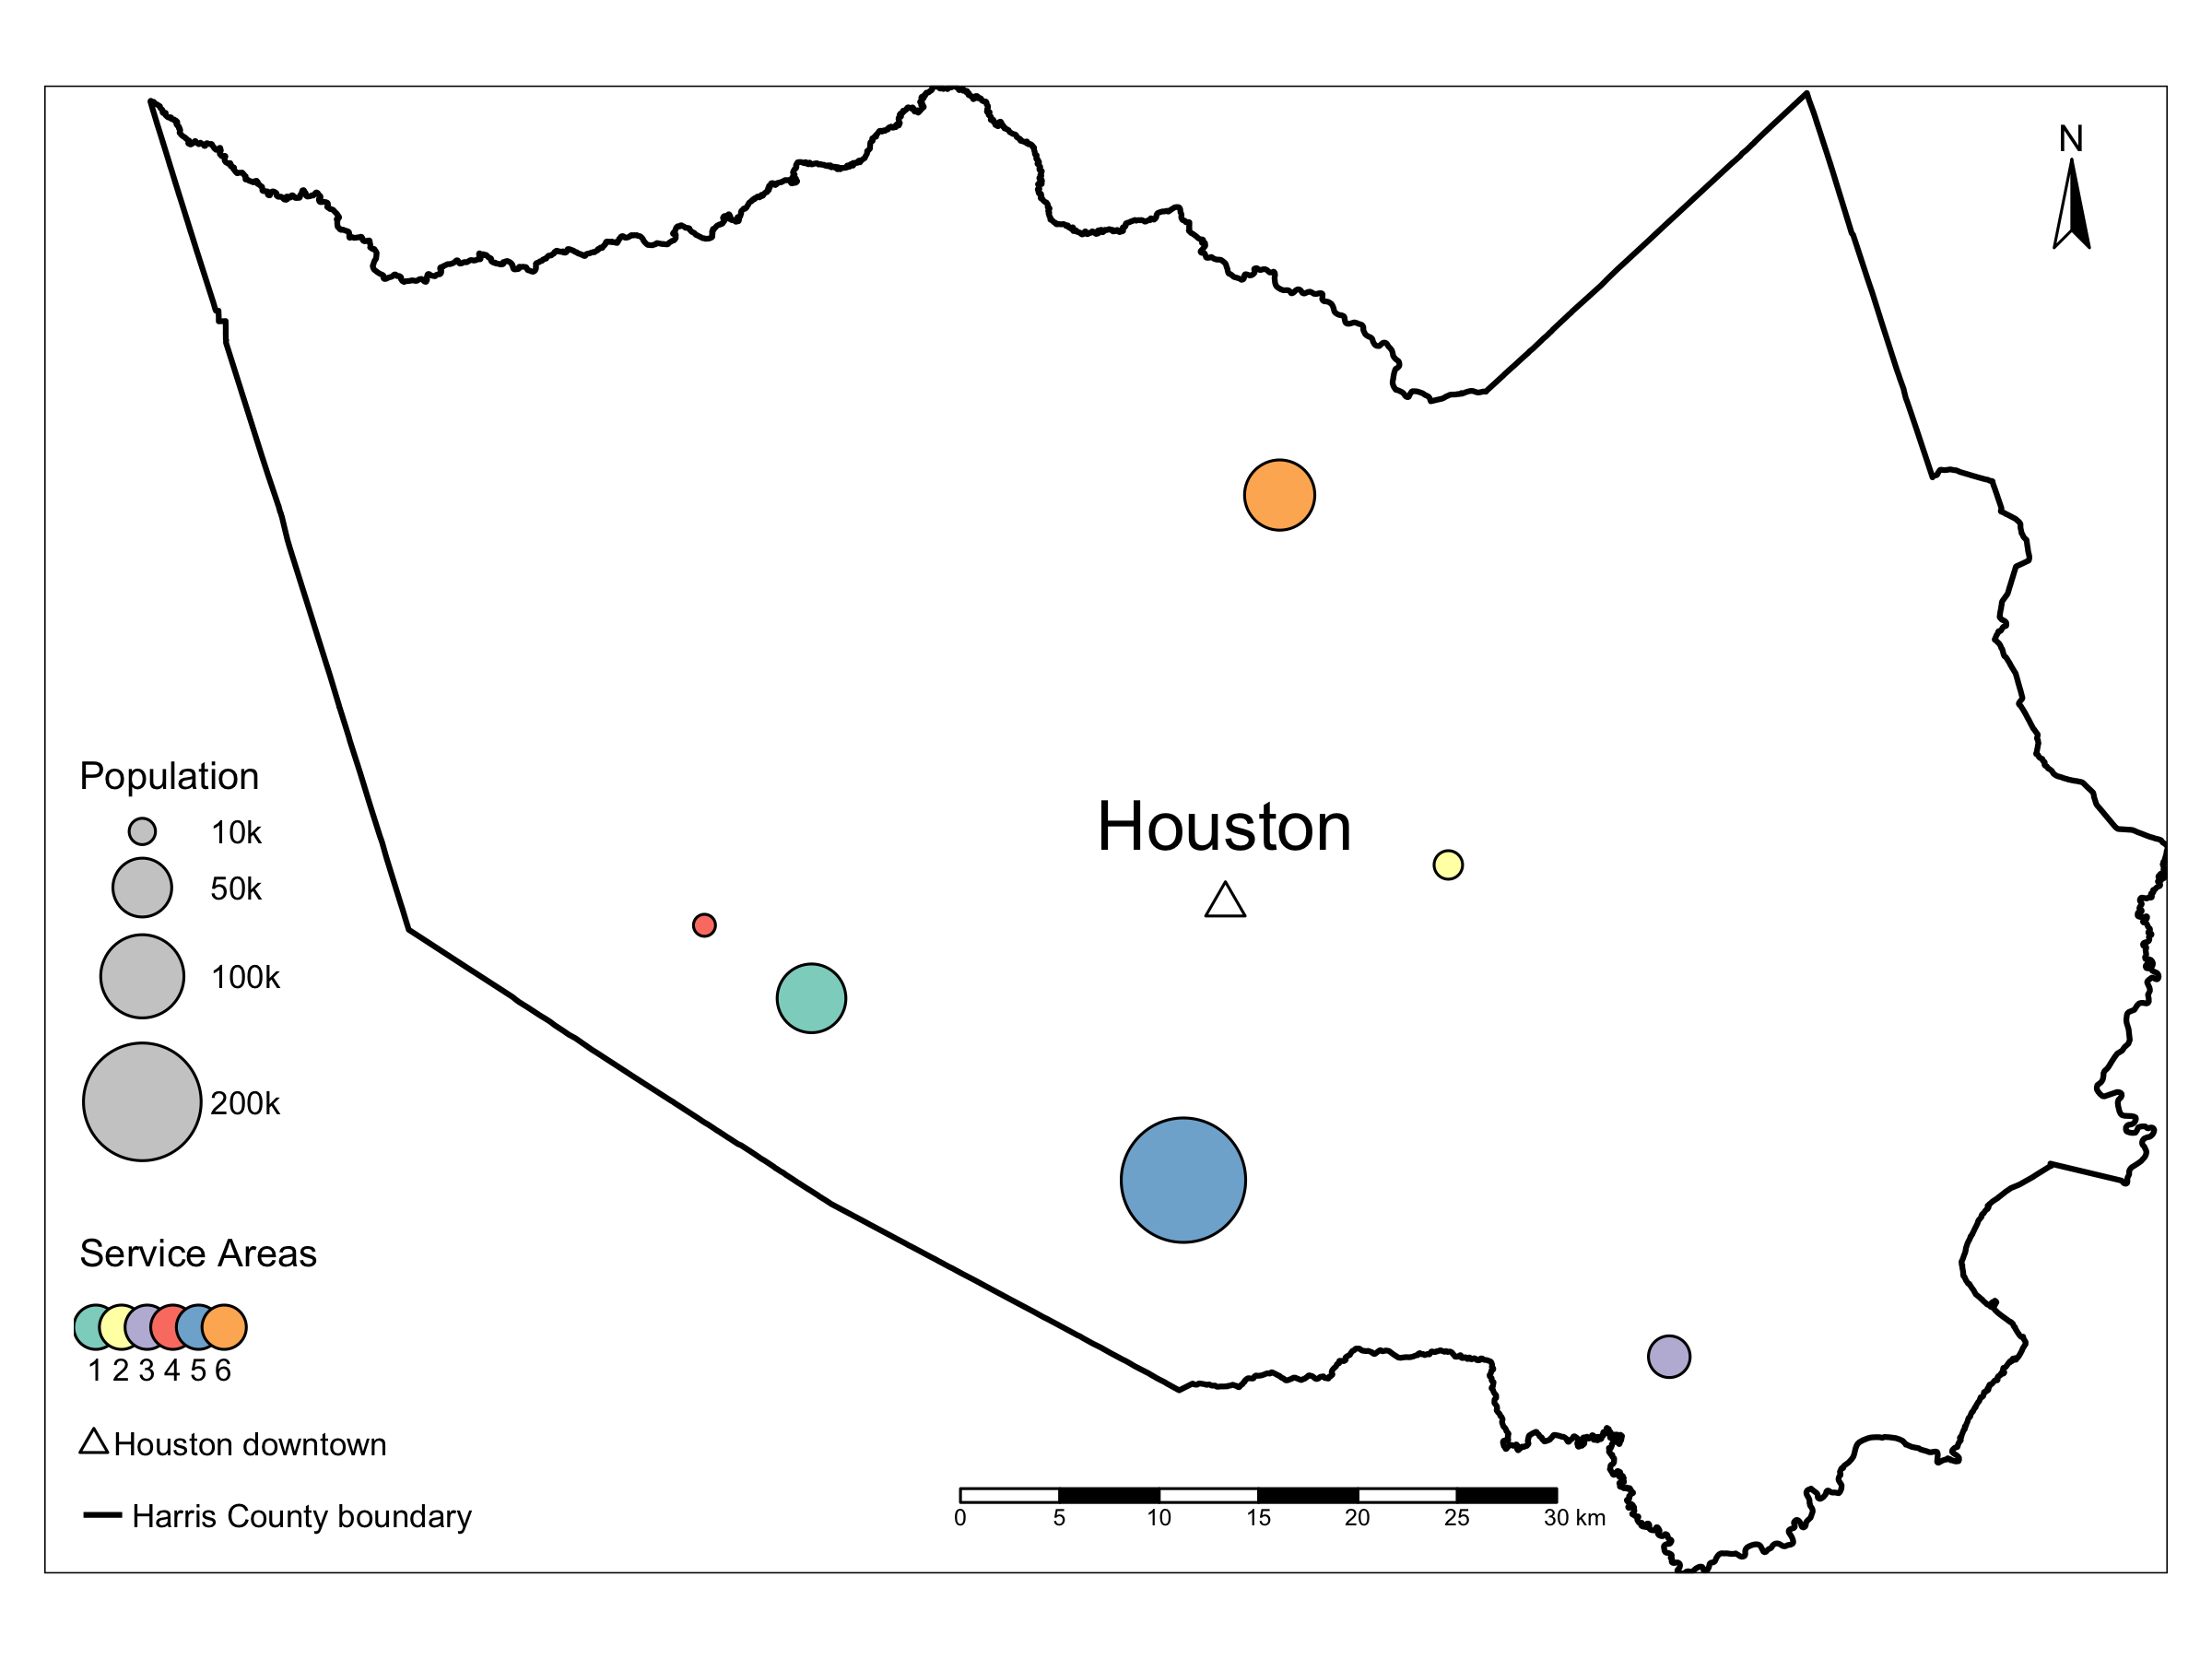 N
Houston
Population
10k
50k
100k
200k
Service Areas
1 2 3 4 5 6
Houston downtown
Harris County boundary
0 5 10 15 20 25 30 km